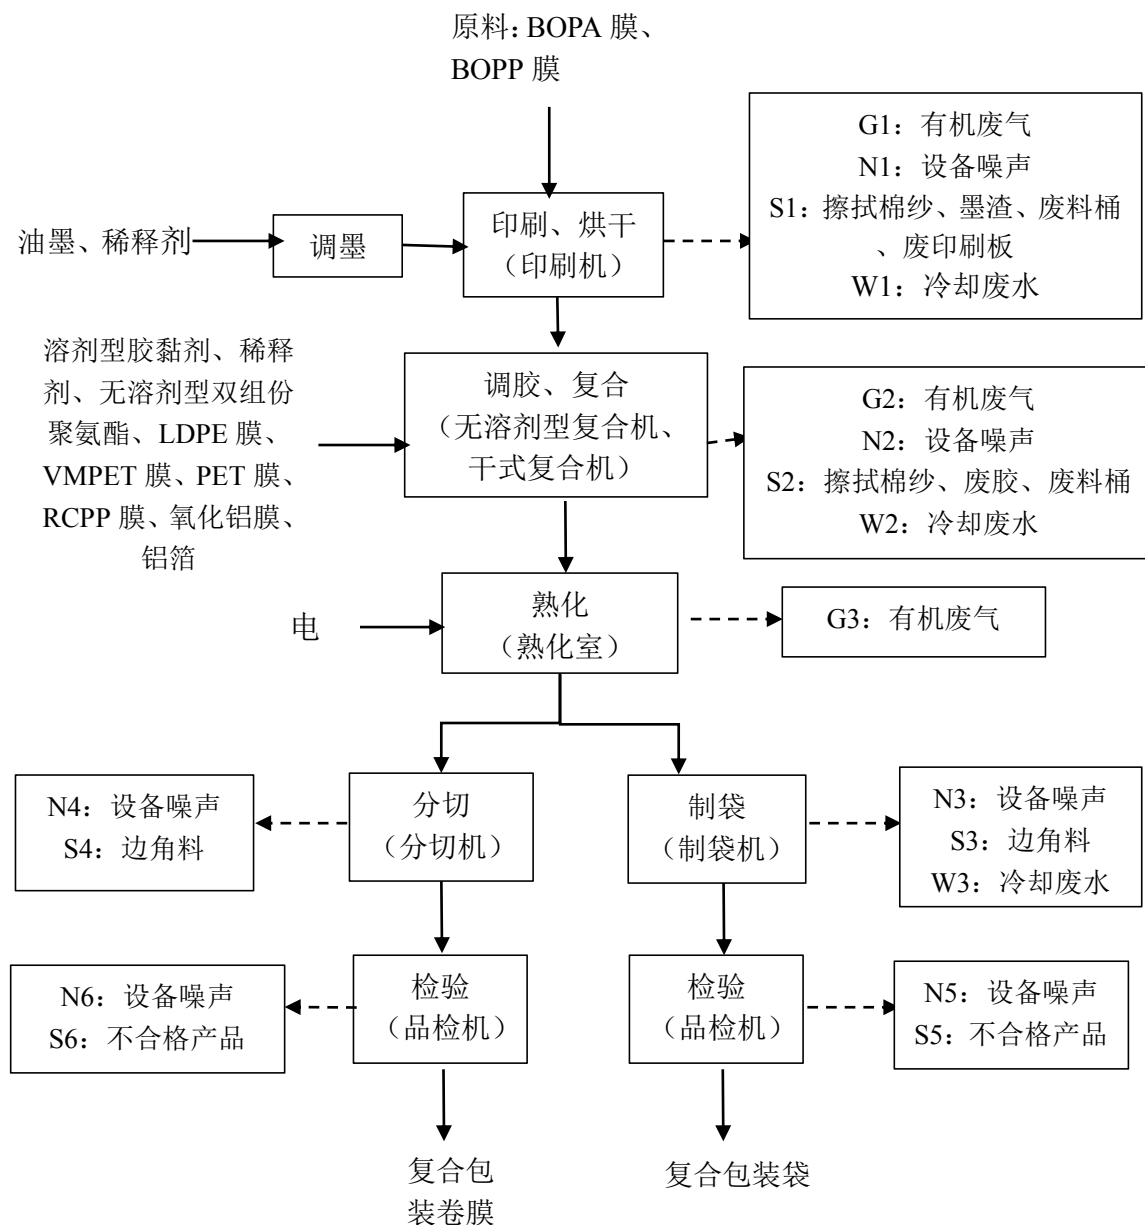 原料: BOPA 膜、
BOPP 膜
G1：有机废气
N1：设备噪声
S1：擦拭棉纱、墨渣、废料桶
、废印刷板
W1：冷却废水
油墨、稀释剂
调墨
印刷、烘干
（印刷机）
溶剂型胶黏剂、稀释
剂、无溶剂型双组份
聚氨酯、LDPE 膜、
VMPET 膜、PET 膜、
RCPP 膜、氧化铝膜、
铝箔
调胶、复合
（无溶剂型复合机、
干式复合机）
G2：有机废气
N2：设备噪声
S2：擦拭棉纱、废胶、废料桶
W2：冷却废水
电
熟化
（熟化室）
G3：有机废气
N4：设备噪声
S4：边角料
分切
（分切机）
制袋
（制袋机）
N3：设备噪声
S3：边角料
W3：冷却废水
N6：设备噪声
S6：不合格产品
检验
（品检机）
检验
（品检机）
N5：设备噪声
S5：不合格产品
复合包
装卷膜
复合包装袋